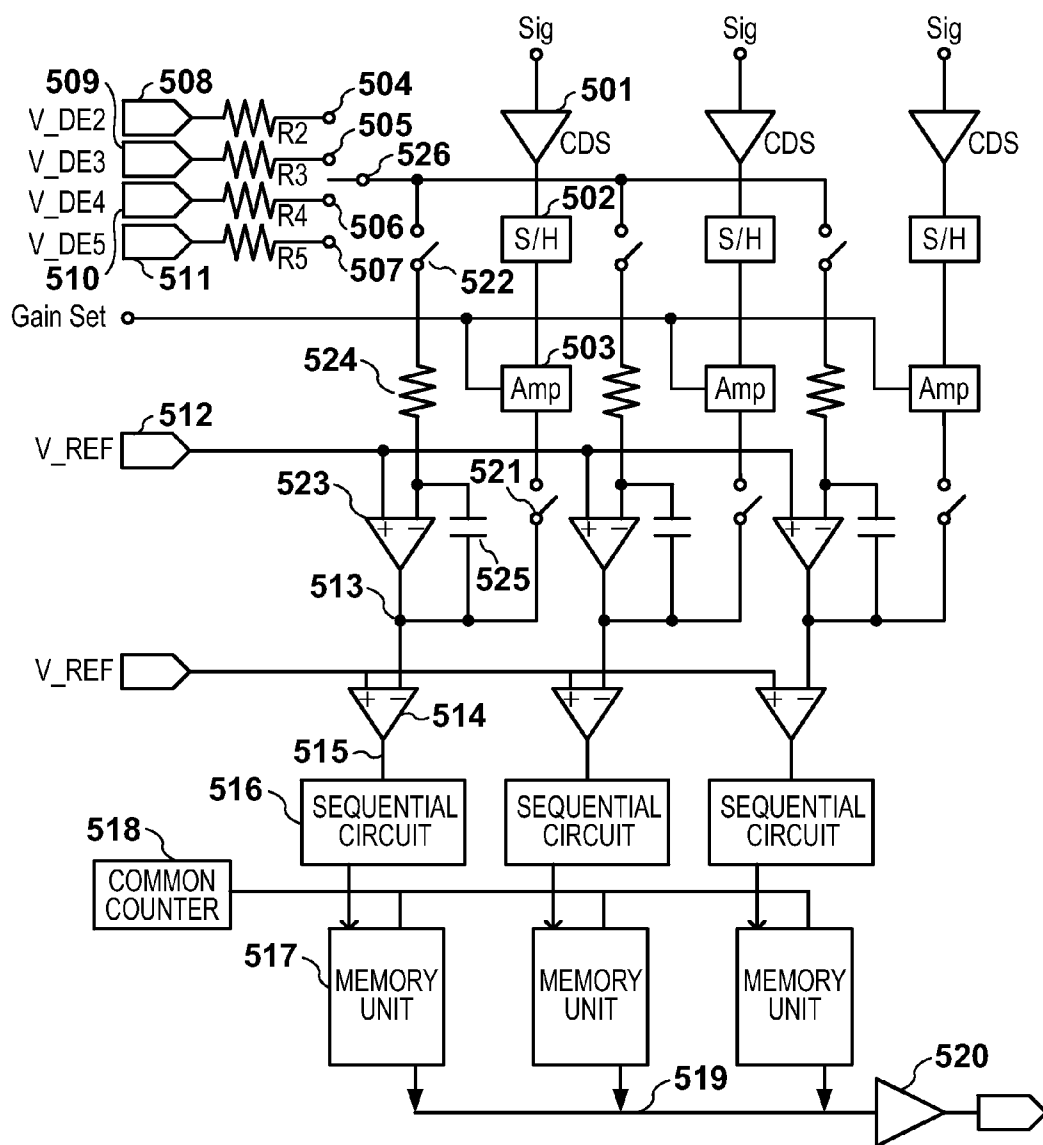 Sig Sig Sig
509 508 504 501
V_DE2 R2 CDS CDS CDS
505
V_DE3 R3 526
502
V_DE4 R4 S/H S/H S/H
506
V_DE5 R5 507 522
510 511
Gain Set
503
524 Amp Amp Amp
512
V_REF
523 521
+ − + − + −
525
513
V_REF
+ − + − + −
514
515
516 SEQUENTIAL CIRCUIT SEQUENTIAL CIRCUIT SEQUENTIAL CIRCUIT
518
COMMON COUNTER
517
MEMORY UNIT MEMORY UNIT MEMORY UNIT
520
519